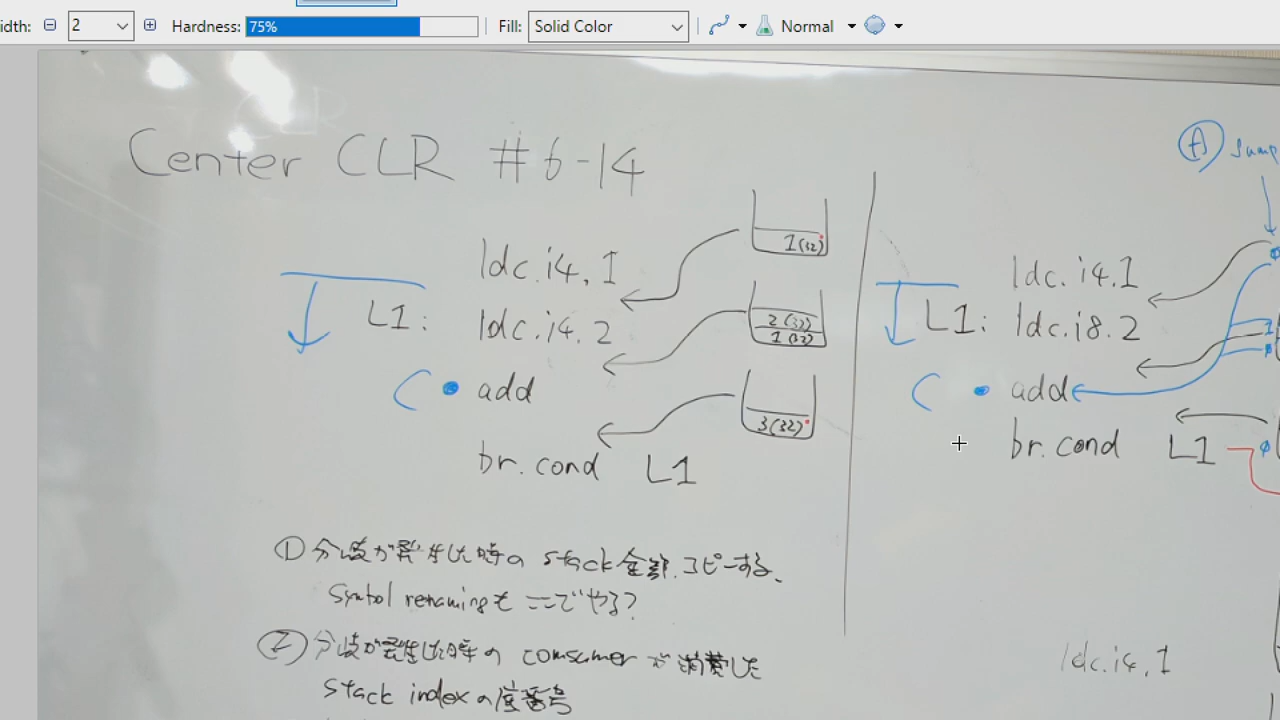 idth: 2 Hardness: 75% Fill: Solid Color Normal
Center CLR #6-14
ldc.i4.1
L1: ldc.i4.2
add
br.cond L1
1(32)
2(32)
1(32)
3(32)
① 分岐が発生した時の stack全部コピーする、
Symbol renamingも ここでやる?
② 分岐が発生した時の consumerが消費した
stack indexの底番号
Ⓐ Jump
ldc.i4.1
L1: ldc.i8.2
add
br.cond L1
ldc.i4.1